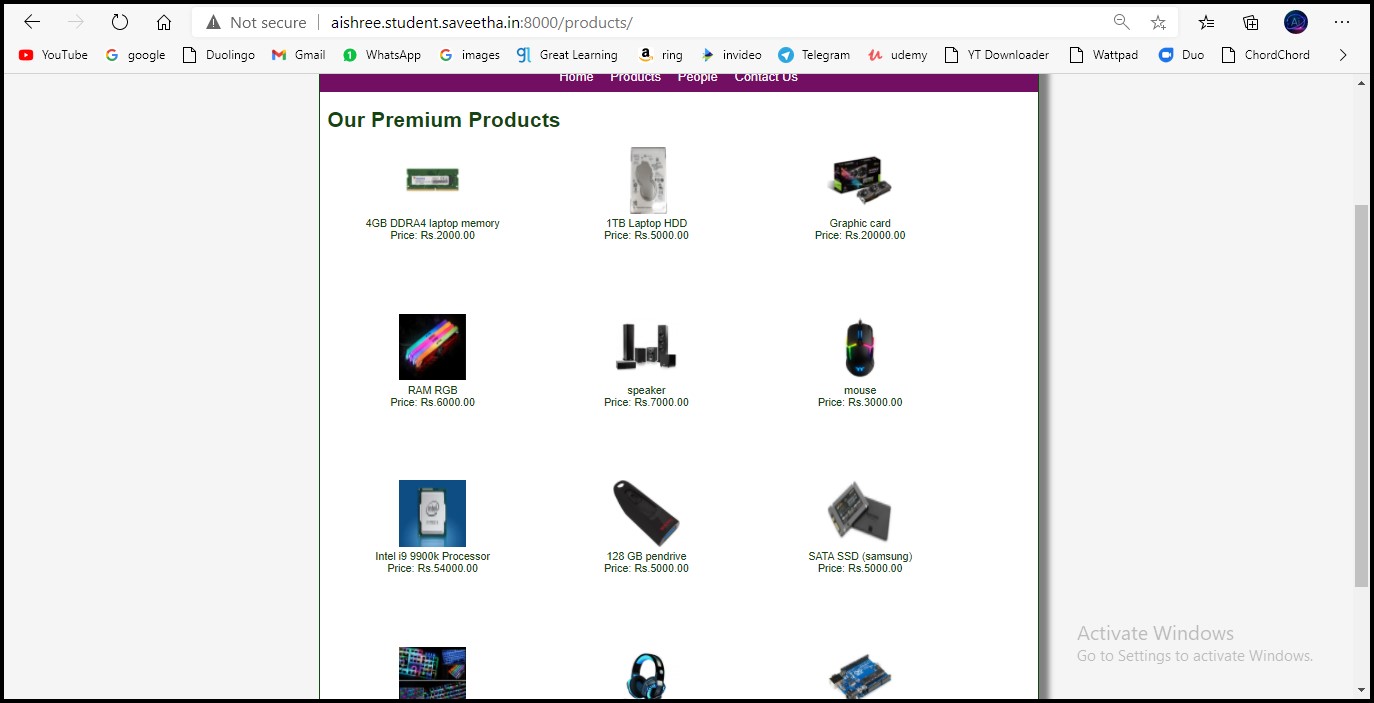 Not secure | aishree.student.saveetha.in:8000/products/
YouTube google Duolingo Gmail WhatsApp images Great Learning ring invideo Telegram udemy YT Downloader Wattpad Duo ChordChord
Home Products People Contact Us
Our Premium Products
4GB DDRA4 laptop memory 1TB Laptop HDD Graphic card
Price: Rs.2000.00 Price: Rs.5000.00 Price: Rs.20000.00
RAM RGB speaker mouse
Price: Rs.6000.00 Price: Rs.7000.00 Price: Rs.3000.00
Intel i9 9900k Processor 128 GB pendrive SATA SSD (samsung)
Price: Rs.54000.00 Price: Rs.5000.00 Price: Rs.5000.00
Activate Windows
Go to Settings to activate Windows.